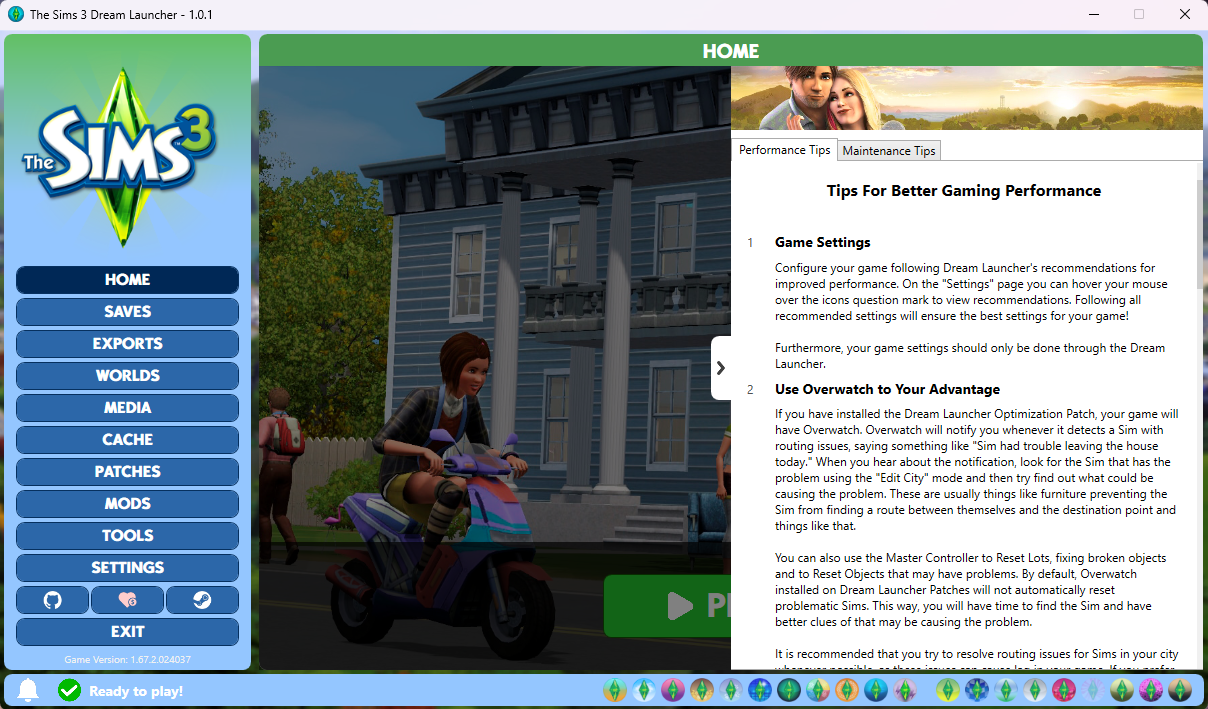 The Sims 3 Dream Launcher - 1.0.1
The SIMS 3
HOME
SAVES
EXPORTS
WORLDS
MEDIA
CACHE
PATCHES
MODS
TOOLS
SETTINGS
EXIT
Game Version: 1.67.2.024037
HOME
Performance Tips
Maintenance Tips
Tips For Better Gaming Performance
1 Game Settings
Configure your game following Dream Launcher's recommendations for
improved performance. On the "Settings" page you can hover your mouse
over the icons question mark to view recommendations. Following all
recommended settings will ensure the best settings for your game!
Furthermore, your game settings should only be done through the Dream
Launcher.
2 Use Overwatch to Your Advantage
If you have installed the Dream Launcher Optimization Patch, your game will
have Overwatch. Overwatch will notify you whenever it detects a Sim with
routing issues, saying something like "Sim had trouble leaving the house
today." When you hear about the notification, look for the Sim that has the
problem using the "Edit City" mode and then try find out what could be
causing the problem. These are usually things like furniture preventing the
Sim from finding a route between themselves and the destination point and
things like that.
You can also use the Master Controller to Reset Lots, fixing broken objects
and to Reset Objects that may have problems. By default, Overwatch
installed on Dream Launcher Patches will not automatically reset
problematic Sims. This way, you will have time to find the Sim and have
better clues of that may be causing the problem.
It is recommended that you try to resolve routing issues for Sims in your city
Ready to play!